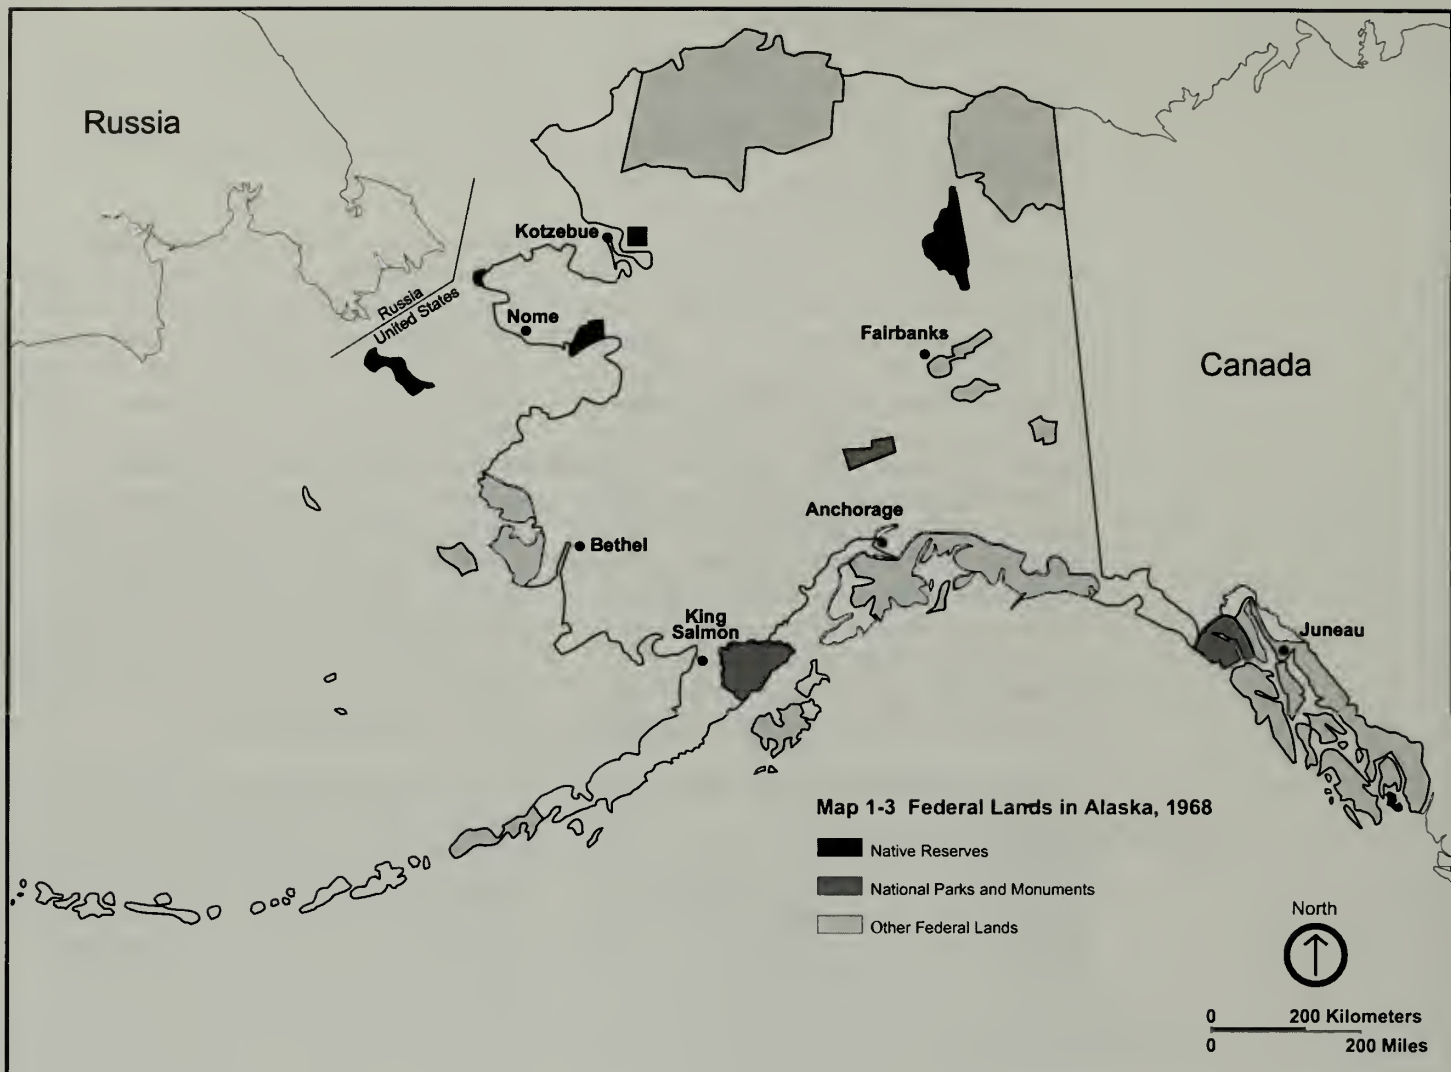 Russia
Kotzebue
Russia
United States
Nome
Fairbanks
Canada
Anchorage
Bethel
King
Salmon
Juneau
Map 1-3 Federal Lands in Alaska, 1968
Native Reserves
National Parks and Monuments
Other Federal Lands
North
0 200 Kilometers
0 200 Miles